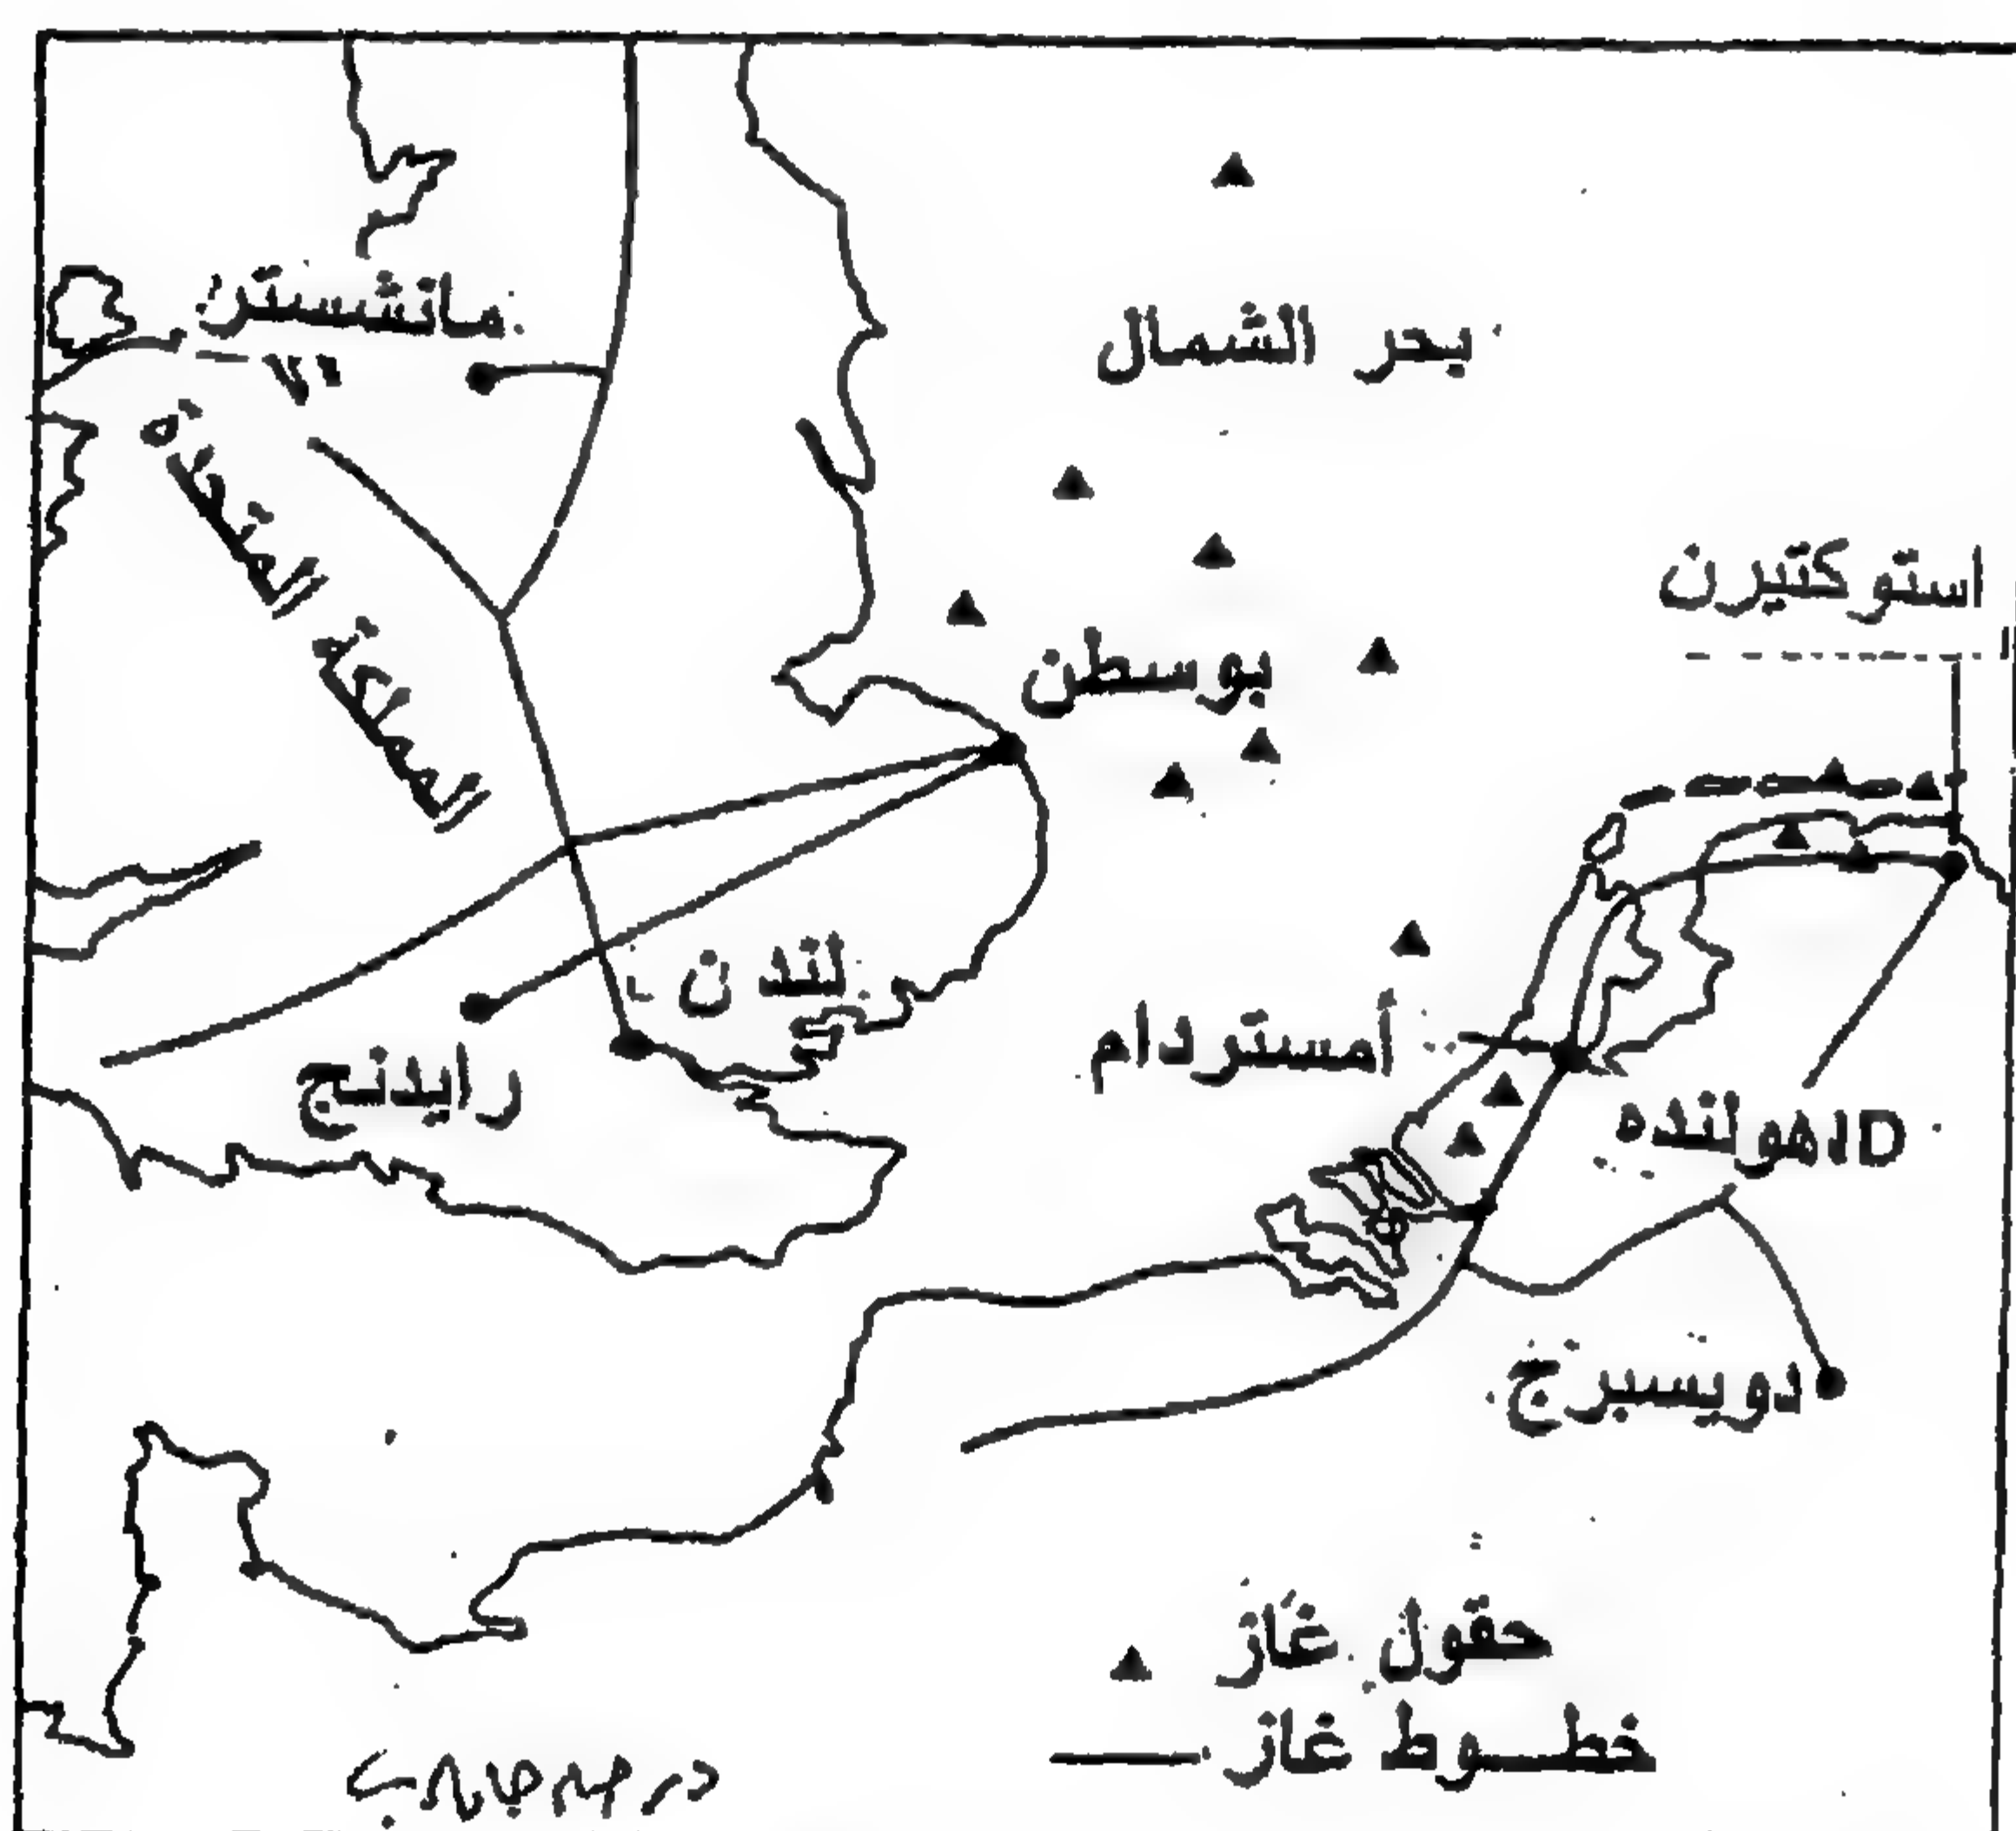 مانشستر
بحر الشمال
المملكة المتحدة
استوكتيرن
بوسطن
لندن
أمستردام
رايدنج
هولنده
دويسبرج
حقول غاز
خطوط غاز